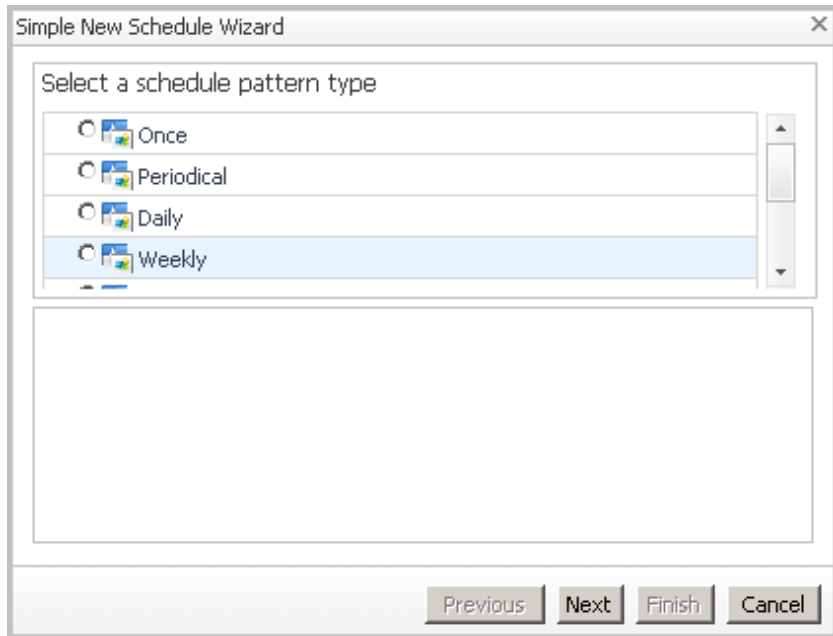 Simple New Schedule Wizard
Select a schedule pattern type
Once
Periodical
Daily
Weekly
Previous Next Finish Cancel